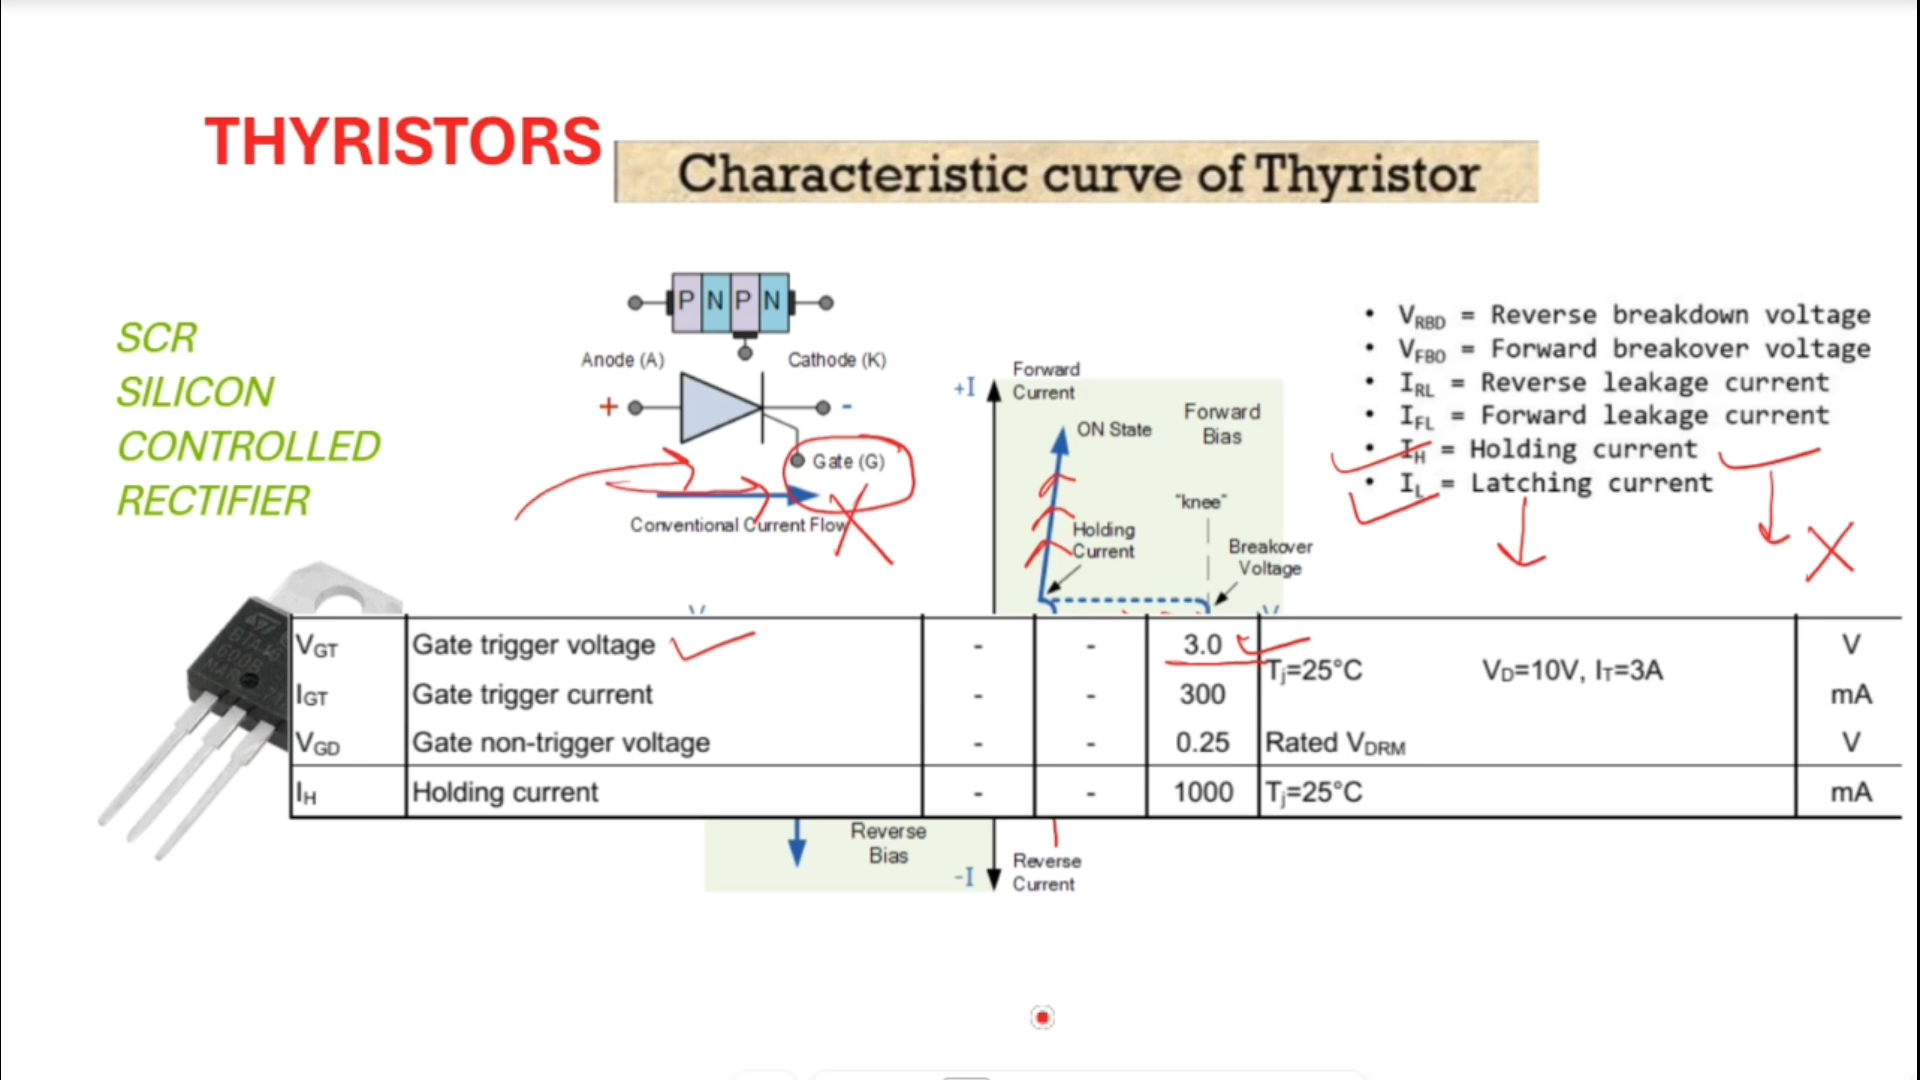 THYRISTORS
Characteristic curve of Thyristor
SCR
SILICON
CONTROLLED
RECTIFIER
P N P N
Anode (A)
Cathode (K)
+ -
Gate (G)
Conventional Current Flow
+I
Forward
Current
ON State
Forward
Bias
"knee"
Holding
Current
Breakover
Voltage
• VRBD = Reverse breakdown voltage
• VFBO = Forward breakover voltage
• IRL = Reverse leakage current
• IFL = Forward leakage current
• IH = Holding current
• IL = Latching current
VGT Gate trigger voltage - - 3.0 Tj=25°C VD=10V, IT=3A V
IGT Gate trigger current - - 300 mA
VGD Gate non-trigger voltage - - 0.25 Rated VDRM V
IH Holding current - - 1000 Tj=25°C mA
Reverse
Bias
-I
Reverse
Current